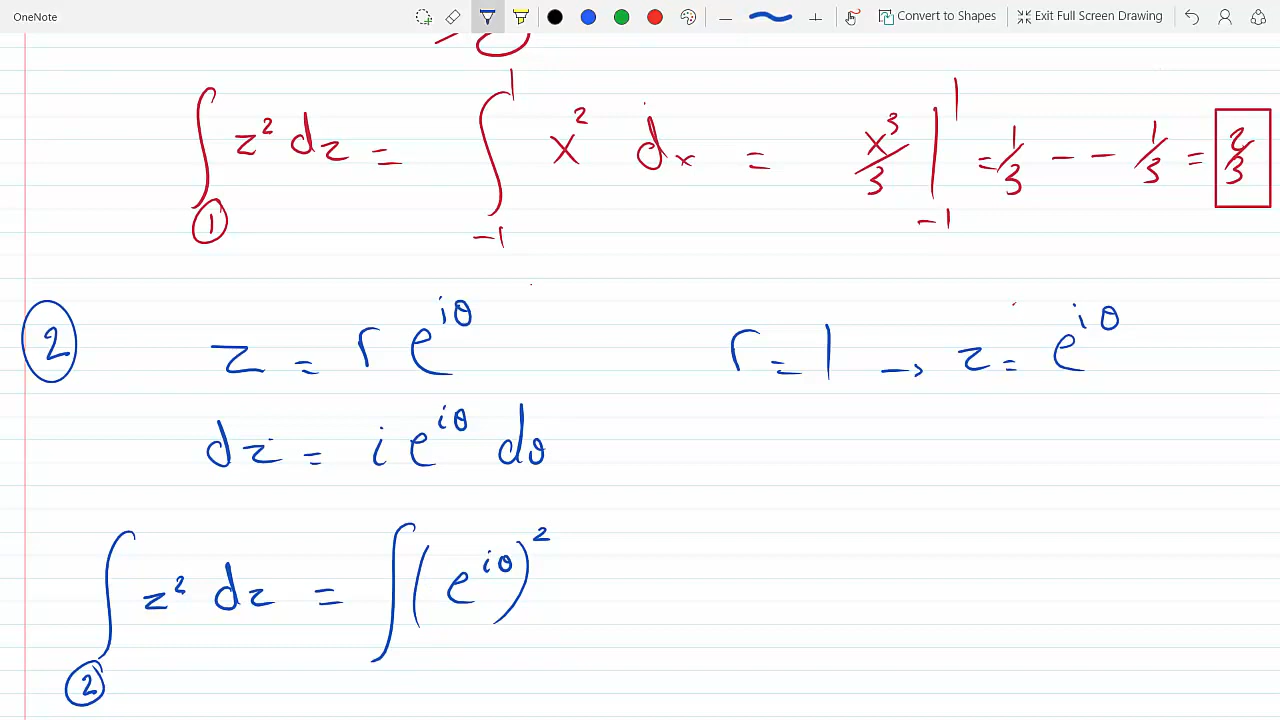 OneNote Convert to Shapes Exit Full Screen Drawing
∫₁ z² dz = ∫₋₁¹ x² dx = x³/3 |₋₁¹ = 1/3 - - 1/3 = 2/3
② z = r e^{iθ} r = 1 → z = e^{iθ}
dz = i e^{iθ} dθ
∫② z² dz = ∫ (e^{iθ})²